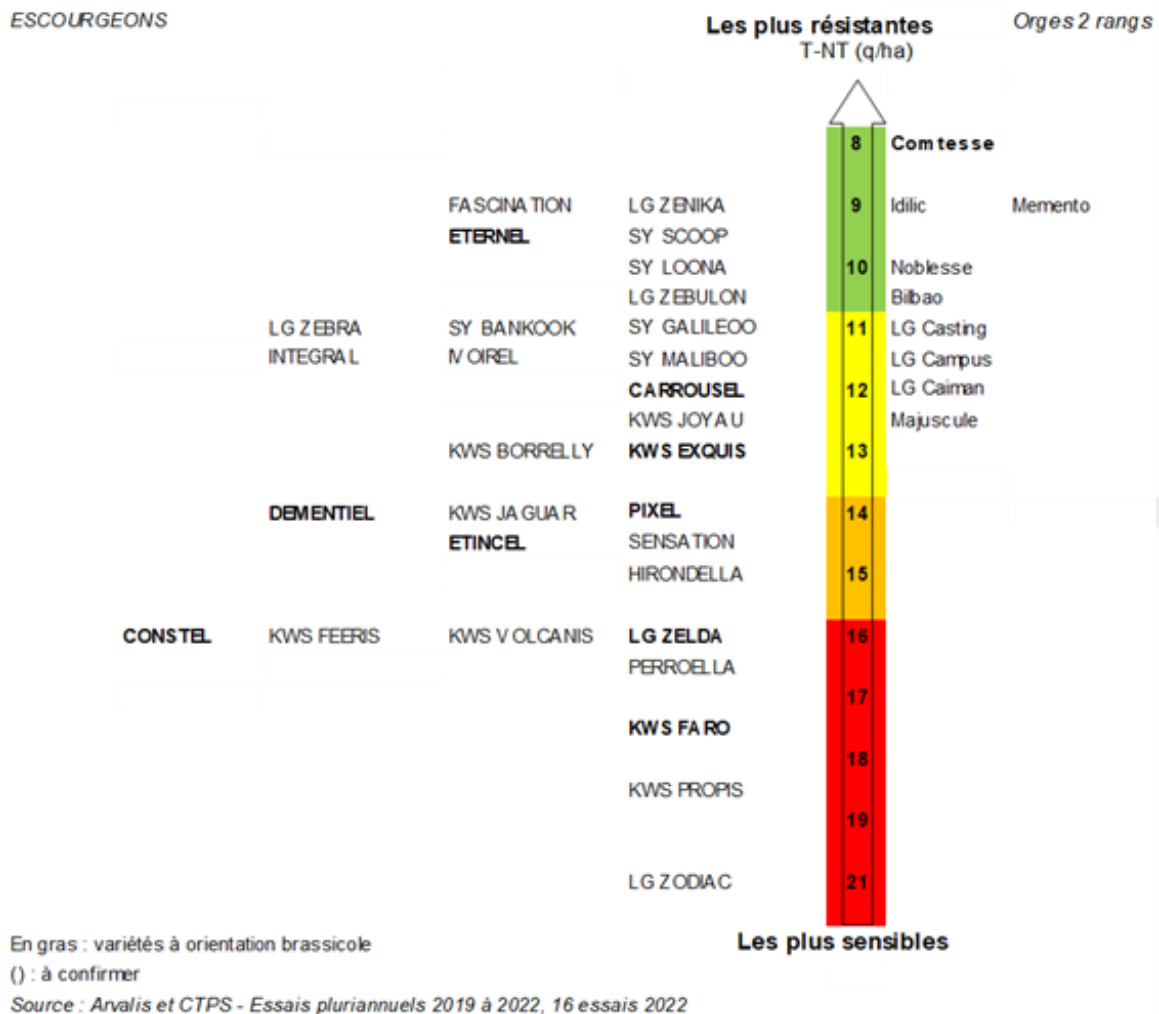 ESCOURGEONS Les plus résistantes Orges 2 rangs
T-NT (q/ha)
8 Comtesse
FASCINATION LG ZENIKA 9 Idilic Memento
ETERNEL SY SCOOP
SY LOONA 10 Noblesse
LG ZEBULON Bilbao
LG ZEBRA SY BANKOOK SY GALILEOO 11 LG Casting
INTEGRAL IVOIREL SY MALIBOO LG Campus
CARROUSEL 12 LG Caiman
KWS JOYAU Majuscule
KWS BORRELLY KWS EXQUIS 13
DEMENTIEL KWS JAGUAR PIXEL 14
ETINCEL SENSATION
HIRONDELLA 15
CONSTEL KWS FEERIS KWS VOLCANIS LG ZELDA 16
PERROELLA
17
KWS FARO
18
KWS PROPIS
19
LG ZODIAC 21
En gras : variétés à orientation brassicole Les plus sensibles
() : à confirmer
Source : Arvalis et CTPS - Essais pluriannuels 2019 à 2022, 16 essais 2022